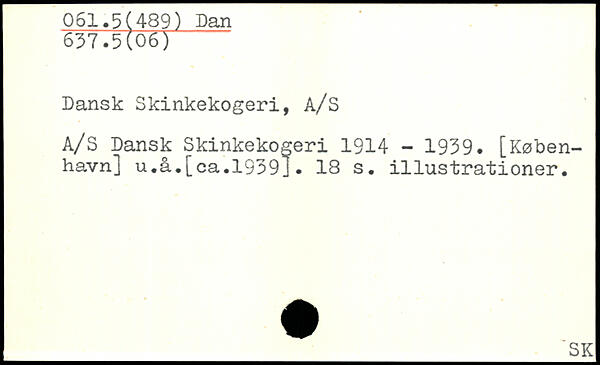 061.5(489) Dan
637.5(06)
Dansk Skinkekogeri, A/S
A/S Dansk Skinkekogeri 1914 - 1939. [Køben-
havn] u.å.[ca.1939]. 18 s. illustrationer.
SK